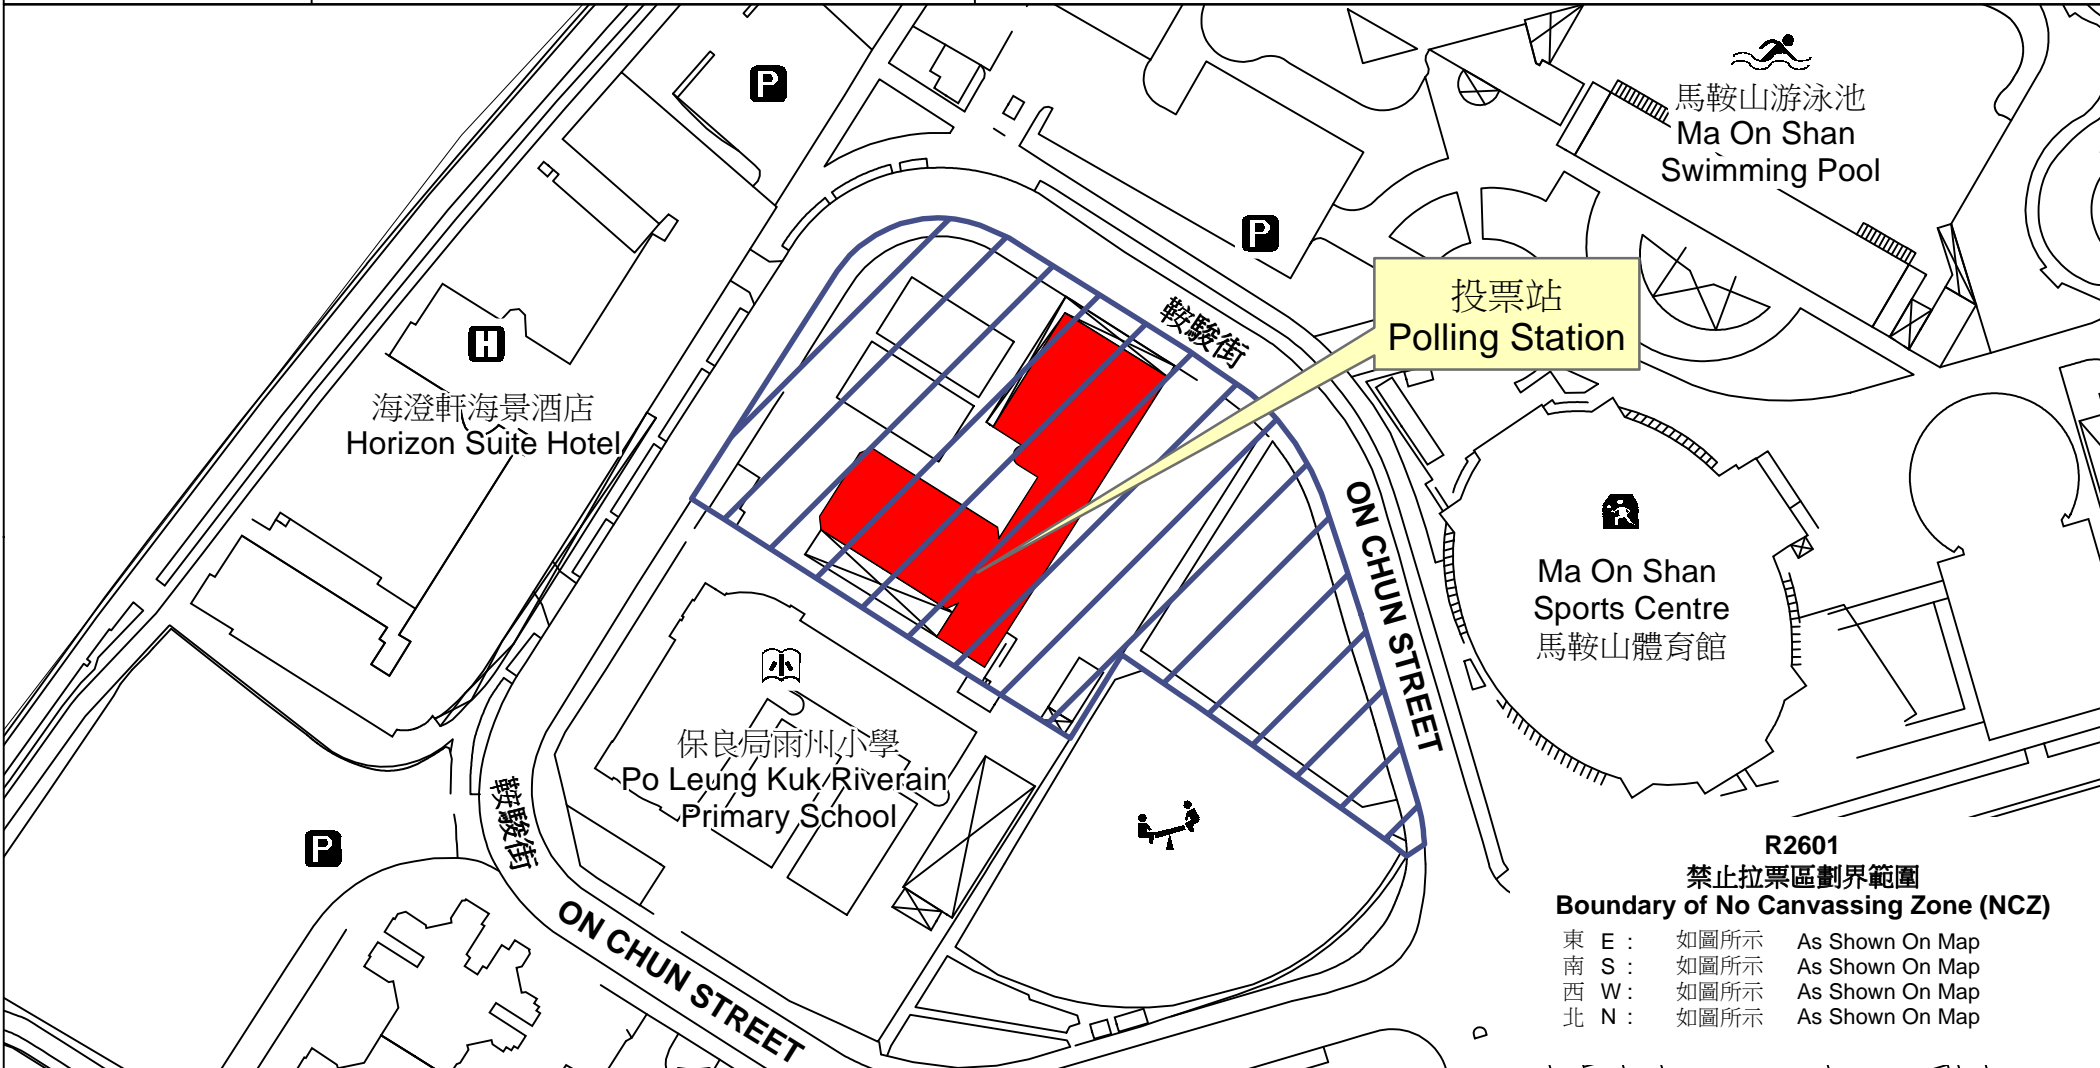 P
馬鞍山游泳池
Ma On Shan
Swimming Pool
P
投票站
Polling Station
鞍駿街
H
海澄軒海景酒店
Horizon Suite Hotel
ON CHUN STREET
Ma On Shan
Sports Centre
馬鞍山體育館
小
保良局雨川小學
Po Leung Kuk Riverain
Primary School
鞍駿街
P
ON CHUN STREET
R2601
禁止拉票區劃界範圍
Boundary of No Canvassing Zone (NCZ)
東 E : 如圖所示 As Shown On Map
南 S : 如圖所示 As Shown On Map
西 W : 如圖所示 As Shown On Map
北 N : 如圖所示 As Shown On Map